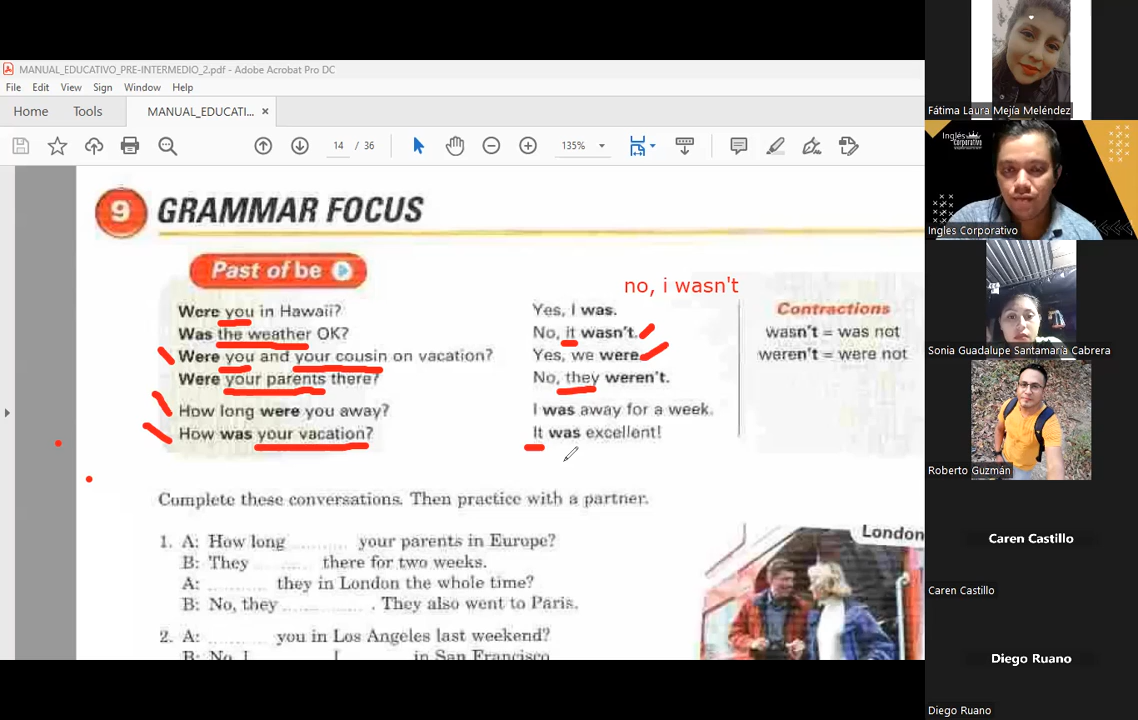 MANUAL_EDUCATIVO_PRE-INTERMEDIO_2.pdf - Adobe Acrobat Pro DC
File Edit View Sign Window Help
Home Tools MANUAL_EDUCATI... ×
14 / 36 135%
9 GRAMMAR FOCUS
Past of be
no, i wasn't
Were you in Hawaii? Yes, I was.
Was the weather OK? No, it wasn't.
Were you and your cousin on vacation? Yes, we were.
Were your parents there? No, they weren't.
How long were you away? I was away for a week.
How was your vacation? It was excellent!
Contractions
wasn't = was not
weren't = were not
Complete these conversations. Then practice with a partner.
1. A: How long .......... your parents in Europe?
B: They ........ there for two weeks.
A: .......... they in London the whole time?
B: No, they .............. . They also went to Paris.
2. A: .......... you in Los Angeles last weekend?
B: No, I .......... I .......... in San Francisco
London
Fátima Laura Mejía Meléndez
Inglés
Corporativo
Ingles Corporativo
Sonia Guadalupe Santamaría Cabrera
Roberto Guzmán
Caren Castillo
Caren Castillo
Diego Ruano
Diego Ruano